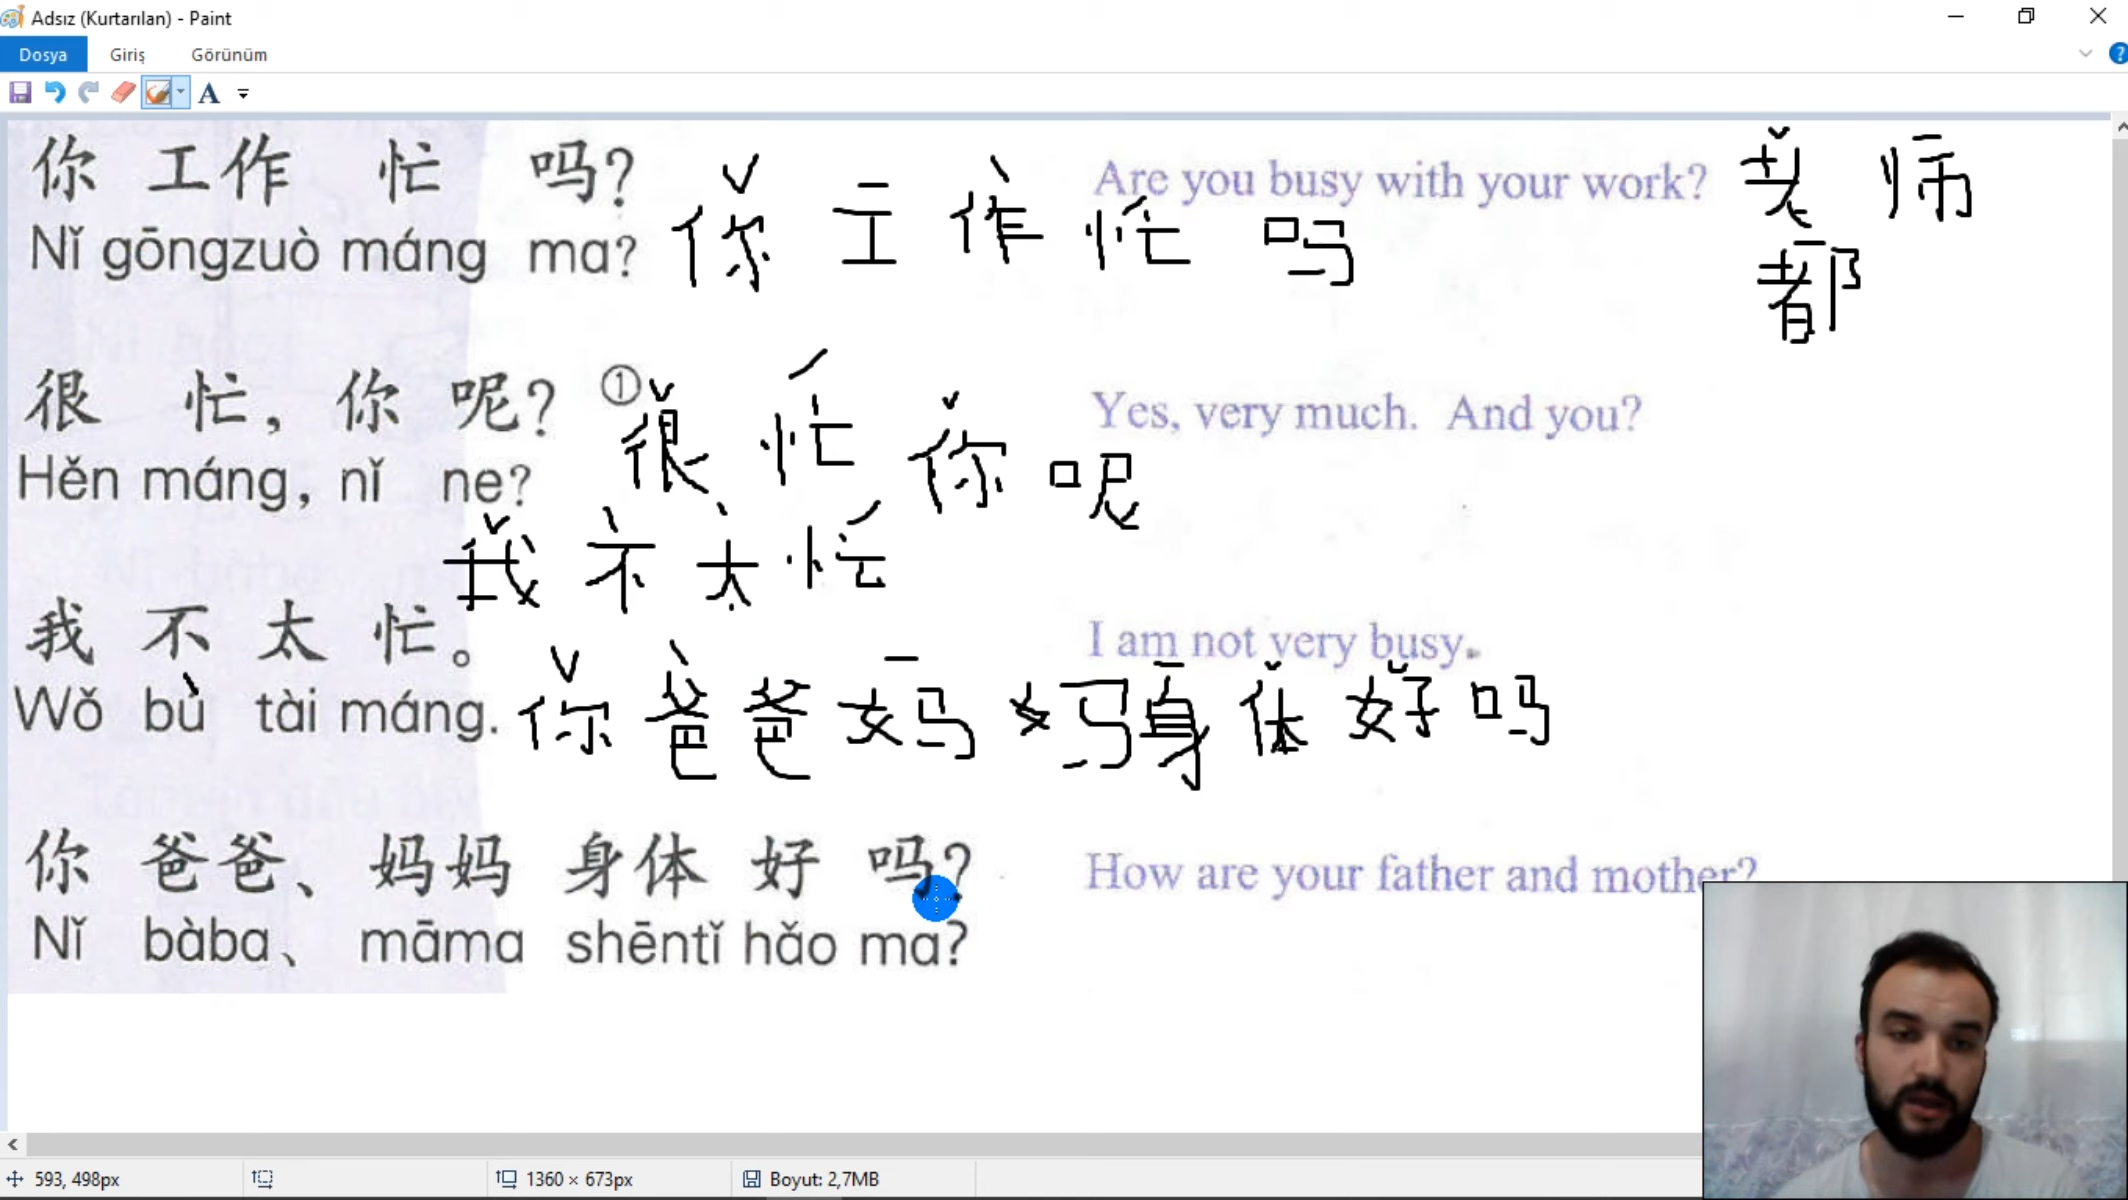 Adsız (Kurtarılan) - Paint
Dosya Giriş Görünüm
A
你 工作 忙 吗?
Nǐ gōngzuò máng ma?
你 工 作 忙 吗
Are you busy with your work?
老 师
都
很 忙, 你 呢? ①
Hěn máng, nǐ ne?
很 忙 你 呢
Yes, very much. And you?
我 不 太 忙
我 不 太 忙。
Wǒ bù tài máng.
I am not very busy.
你 爸 爸 妈 妈 身 体 好 吗
你 爸爸、妈妈 身体 好 吗?
Nǐ bàba、 māma shēntǐ hǎo ma?
How are your father and mother?
593, 498px 1360 × 673px Boyut: 2,7MB